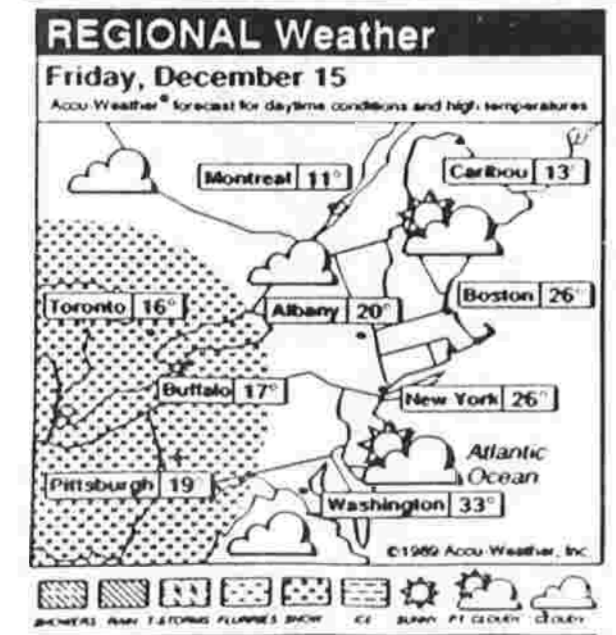 REGIONAL Weather
Friday, December 15
Accu-Weather® forecast for daytime conditions and high temperatures
Montreal 11°
Caribou 13°
Toronto 16°
Albany 20°
Boston 26°
Buffalo 17°
New York 26°
Atlantic
Ocean
Pittsburgh 19°
Washington 33°
©1989 Accu-Weather, Inc.
SHOWERS RAIN T-STORMS FLURRIES SNOW ICE SUNNY PT CLOUDY CLOUDY